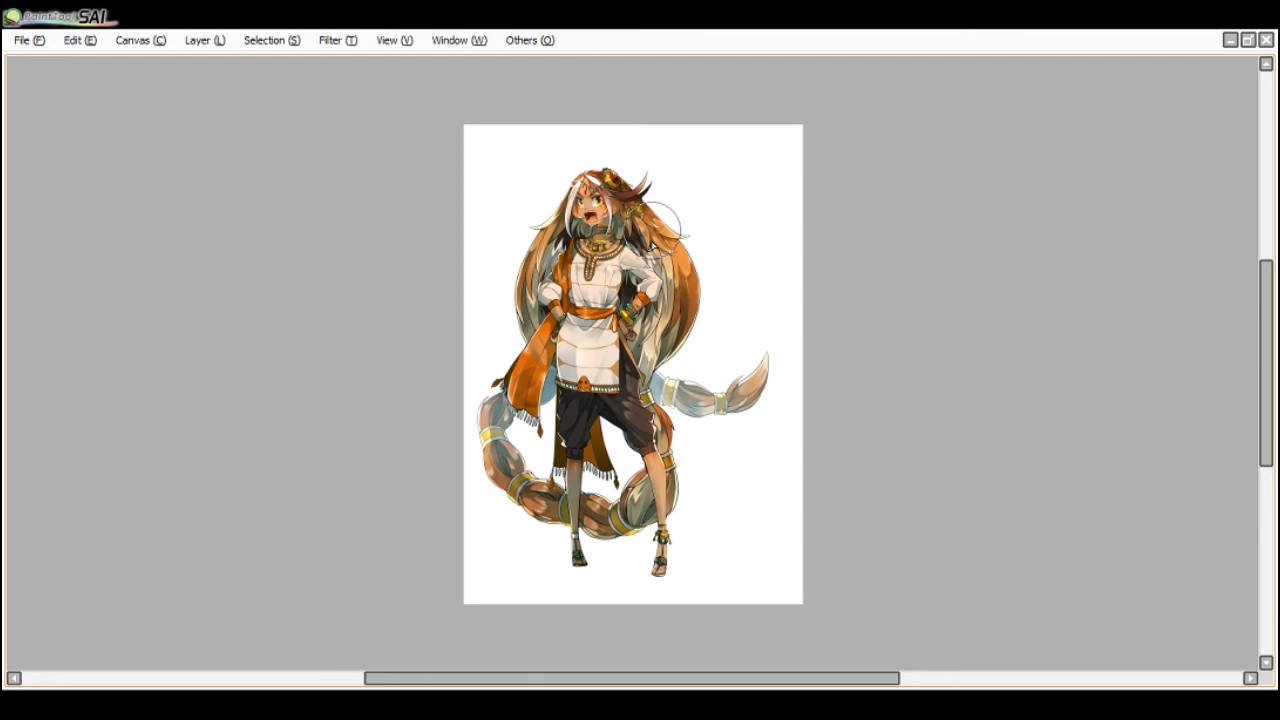 PaintTool SAI
File (F) Edit (E) Canvas (C) Layer (L) Selection (S) Filter (T) View (V) Window (W) Others (O)